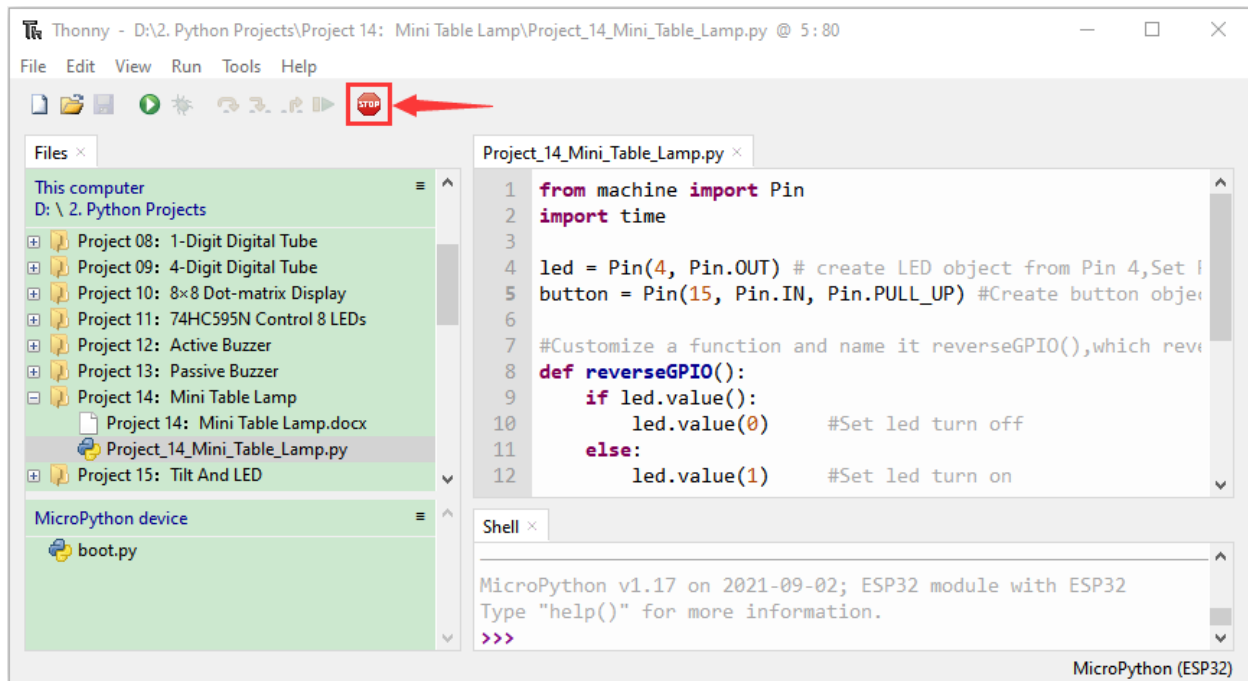 Thonny - D:\2. Python Projects\Project 14: Mini Table Lamp\Project_14_Mini_Table_Lamp.py @ 5:80
File Edit View Run Tools Help
STOP
Files ×
This computer
D: \ 2. Python Projects
Project 08: 1-Digit Digital Tube
Project 09: 4-Digit Digital Tube
Project 10: 8×8 Dot-matrix Display
Project 11: 74HC595N Control 8 LEDs
Project 12: Active Buzzer
Project 13: Passive Buzzer
Project 14: Mini Table Lamp
Project 14: Mini Table Lamp.docx
Project_14_Mini_Table_Lamp.py
Project 15: Tilt And LED
MicroPython device
boot.py
Project_14_Mini_Table_Lamp.py ×
1 from machine import Pin
2 import time
3
4 led = Pin(4, Pin.OUT) # create LED object from Pin 4,Set
5 button = Pin(15, Pin.IN, Pin.PULL_UP) #Create button objec
6
7 #Customize a function and name it reverseGPIO(),which reve
8 def reverseGPIO():
9     if led.value():
10         led.value(0)     #Set led turn off
11     else:
12         led.value(1)     #Set led turn on
Shell ×
MicroPython v1.17 on 2021-09-02; ESP32 module with ESP32
Type "help()" for more information.
>>>
MicroPython (ESP32)